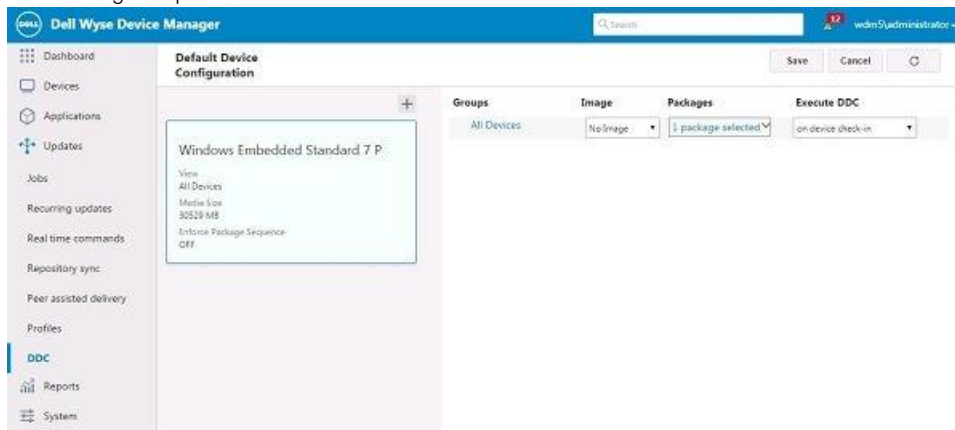 DELL Dell Wyse Device Manager Search 12 wdm5\administrator
Dashboard
Devices
Applications
Updates
Jobs
Recurring updates
Real time commands
Repository sync
Peer assisted delivery
Profiles
DDC
Reports
System
Default Device
Configuration
Save Cancel
Windows Embedded Standard 7 P
View
All Devices
Media Size
30529 MB
Enforce Package Sequence
OFF
Groups Image Packages Execute DDC
All Devices No Image 1 package selected on device check-in